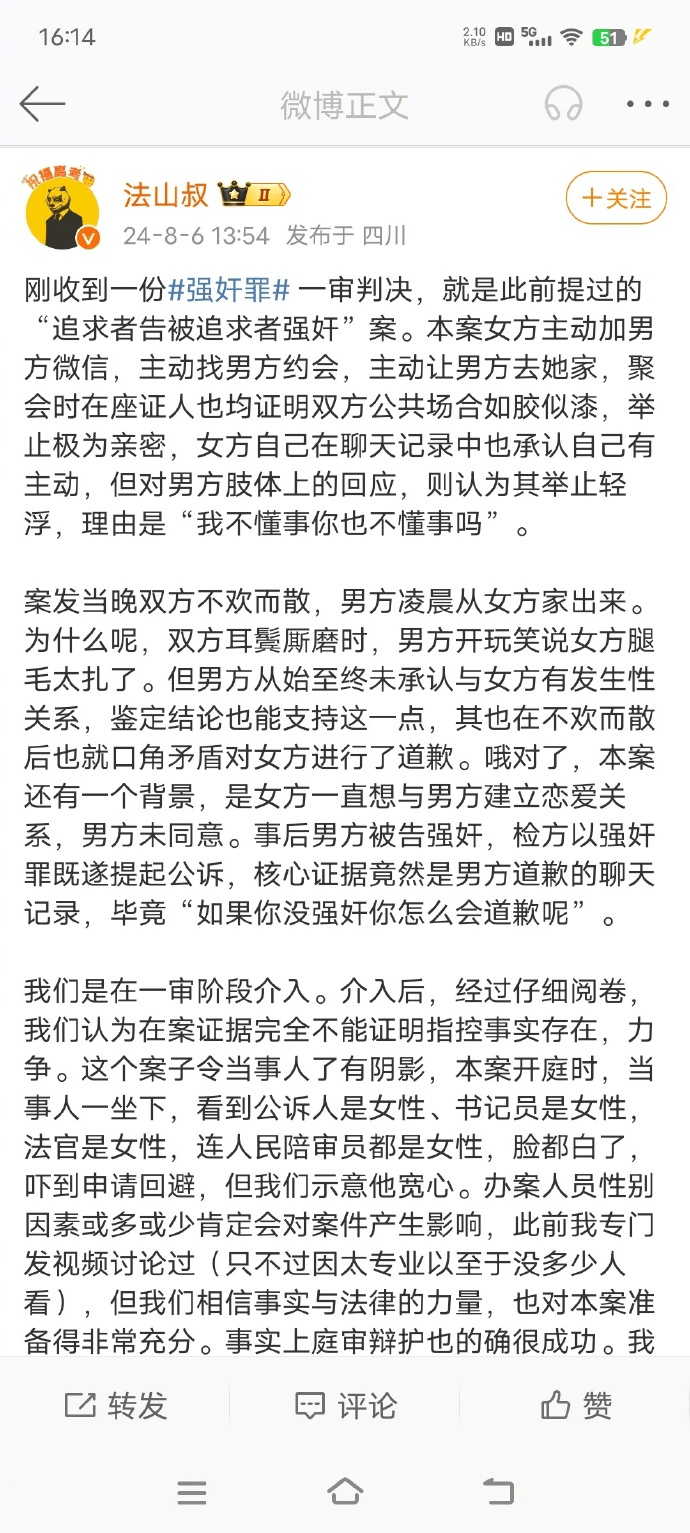 16:14
2.10 KB/s HD 5G 51
微博正文
祝福高考
法山叔 II
+关注
24-8-6 13:54 发布于 四川
刚收到一份#强奸罪# 一审判决，就是此前提过的
“追求者告被追求者强奸”案。本案女方主动加男
方微信，主动找男方约会，主动让男方去她家，聚
会时在座证人也均证明双方公共场合如胶似漆，举
止极为亲密，女方自己在聊天记录中也承认自己有
主动，但对男方肢体上的回应，则认为其举止轻
浮，理由是“我不懂事你也不懂事吗”。
案发当晚双方不欢而散，男方凌晨从女方家出来。
为什么呢，双方耳鬓厮磨时，男方开玩笑说女方腿
毛太扎了。但男方从始至终未承认与女方有发生性
关系，鉴定结论也能支持这一点，其也在不欢而散
后也就口角矛盾对女方进行了道歉。哦对了，本案
还有一个背景，是女方一直想与男方建立恋爱关
系，男方未同意。事后男方被告强奸，检方以强奸
罪既遂提起公诉，核心证据竟然是男方道歉的聊天
记录，毕竟“如果你没强奸你怎么会道歉呢”。
我们是在一审阶段介入。介入后，经过仔细阅卷，
我们认为在案证据完全不能证明指控事实存在，力
争。这个案子令当事人了有阴影，本案开庭时，当
事人一坐下，看到公诉人是女性、书记员是女性，
法官是女性，连人民陪审员都是女性，脸都白了，
吓到申请回避，但我们示意他宽心。办案人员性别
因素或多或少肯定会对案件产生影响，此前我专门
发视频讨论过（只不过因太专业以至于没多少人
看），但我们相信事实与法律的力量，也对本案准
备得非常充分。事实上庭审辩护也的确很成功。我
转发
评论
赞